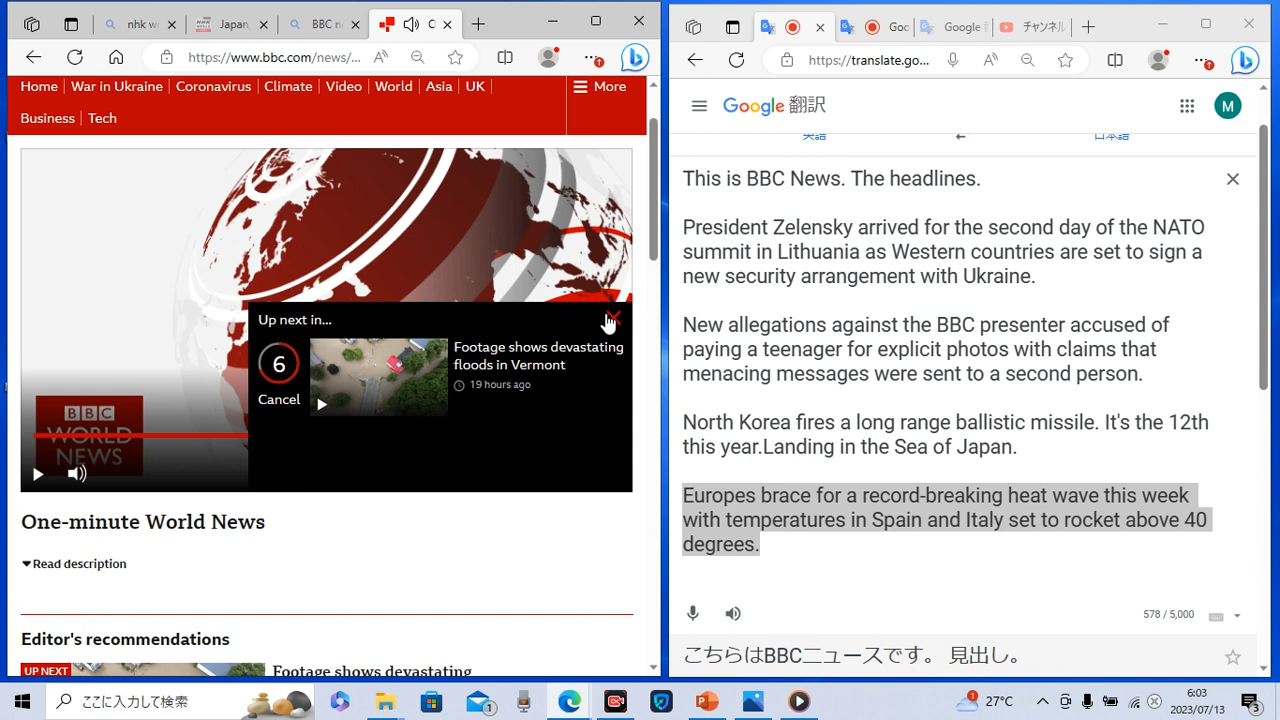 nhk w
Japan,
BBC n
C
https://www.bbc.com/news/...
Home
War in Ukraine
Coronavirus
Climate
Video
World
Asia
UK
More
Business
Tech
Up next in...
6
Cancel
Footage shows devastating
floods in Vermont
19 hours ago
BBC
WORLD
NEWS
One-minute World News
Read description
Editor's recommendations
UP NEXT
Footage shows devastating
Goc
Google
チャンネル
https://translate.go...
Google 翻訳
M
英語
日本語
This is BBC News. The headlines.
President Zelensky arrived for the second day of the NATO
summit in Lithuania as Western countries are set to sign a
new security arrangement with Ukraine.
New allegations against the BBC presenter accused of
paying a teenager for explicit photos with claims that
menacing messages were sent to a second person.
North Korea fires a long range ballistic missile. It's the 12th
this year.Landing in the Sea of Japan.
Europes brace for a record-breaking heat wave this week
with temperatures in Spain and Italy set to rocket above 40
degrees.
578 / 5,000
こちらはBBCニュースです。 見出し。
ここに入力して検索
1
1
27°C
6:03
2023/07/13
3